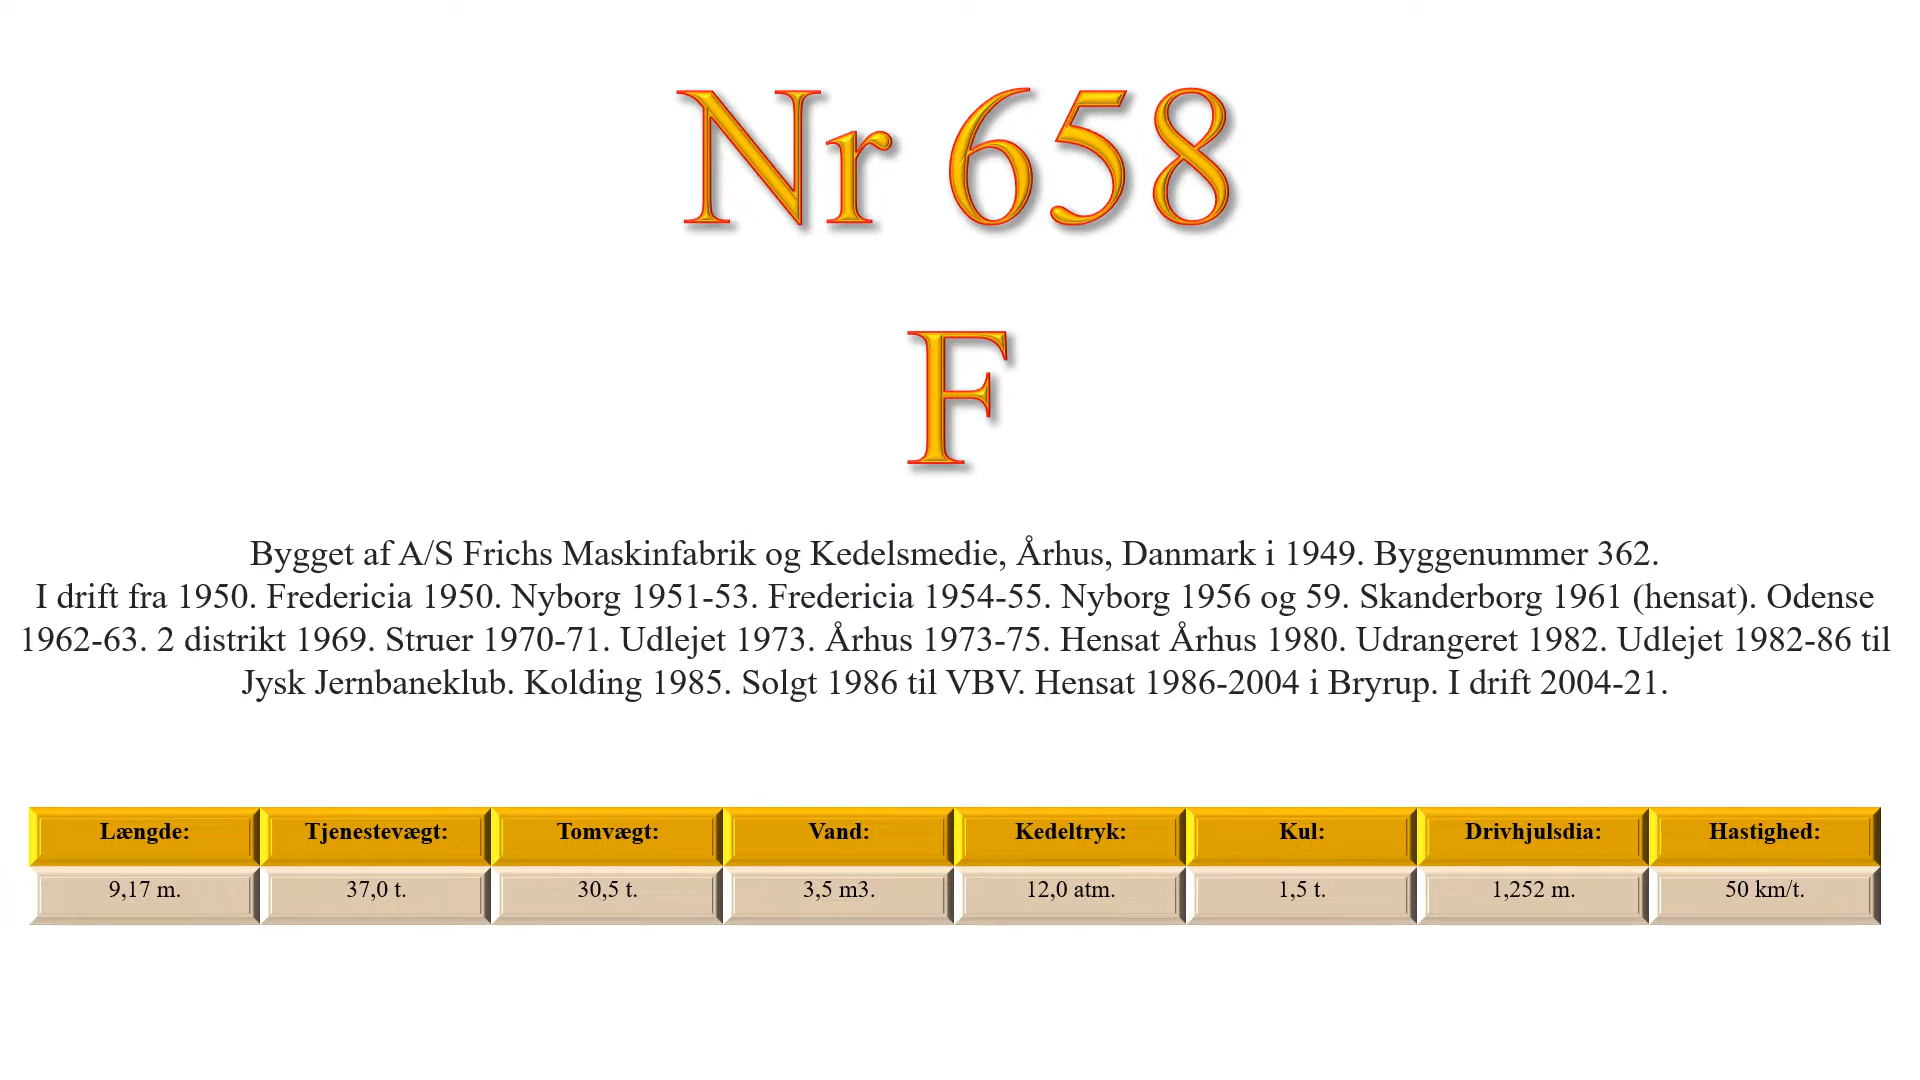 Nr 658
F
Bygget af A/S Frichs Maskinfabrik og Kedelsmedie, Århus, Danmark i 1949. Byggenummer 362.
I drift fra 1950. Fredericia 1950. Nyborg 1951-53. Fredericia 1954-55. Nyborg 1956 og 59. Skanderborg 1961 (hensat). Odense
1962-63. 2 distrikt 1969. Struer 1970-71. Udlejet 1973. Århus 1973-75. Hensat Århus 1980. Udrangeret 1982. Udlejet 1982-86 til
Jysk Jernbaneklub. Kolding 1985. Solgt 1986 til VBV. Hensat 1986-2004 i Bryrup. I drift 2004-21.
Længde: Tjenestevægt: Tomvægt: Vand: Kedeltryk: Kul: Drivhjulsdia: Hastighed:
9,17 m. 37,0 t. 30,5 t. 3,5 m3. 12,0 atm. 1,5 t. 1,252 m. 50 km/t.